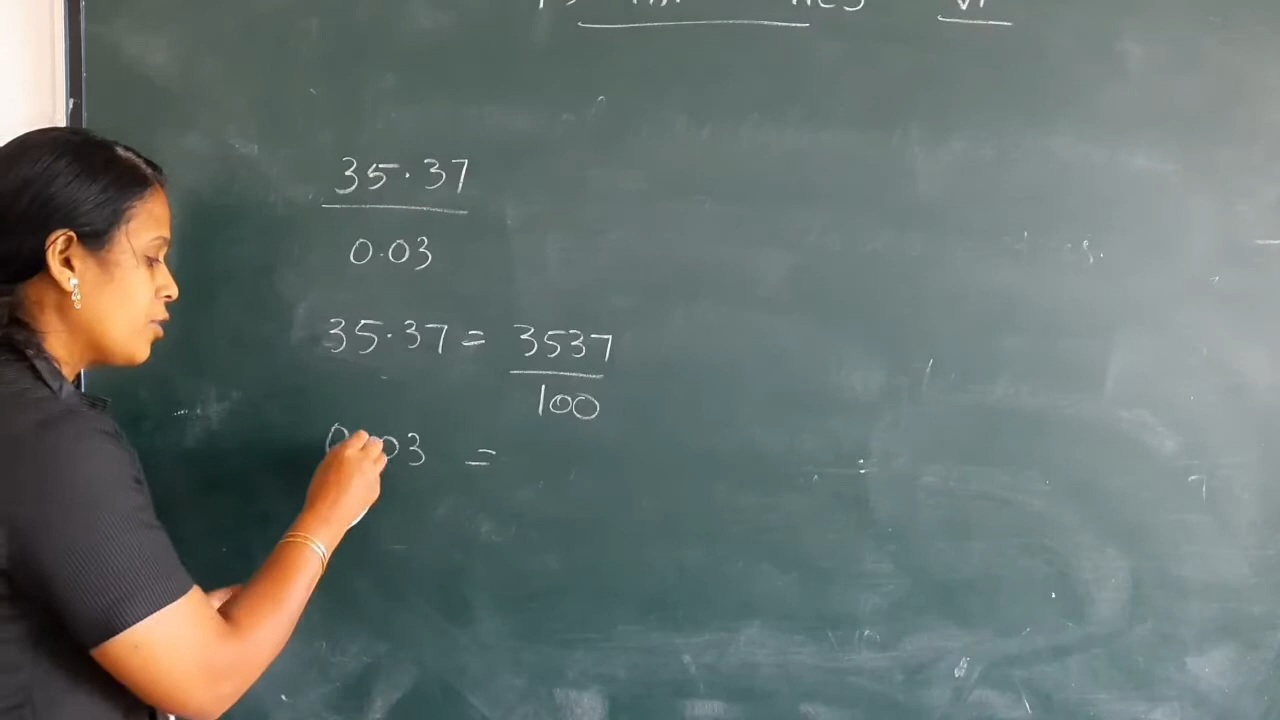 35.37
0.03
35.37 = 3537
100
0.03 =